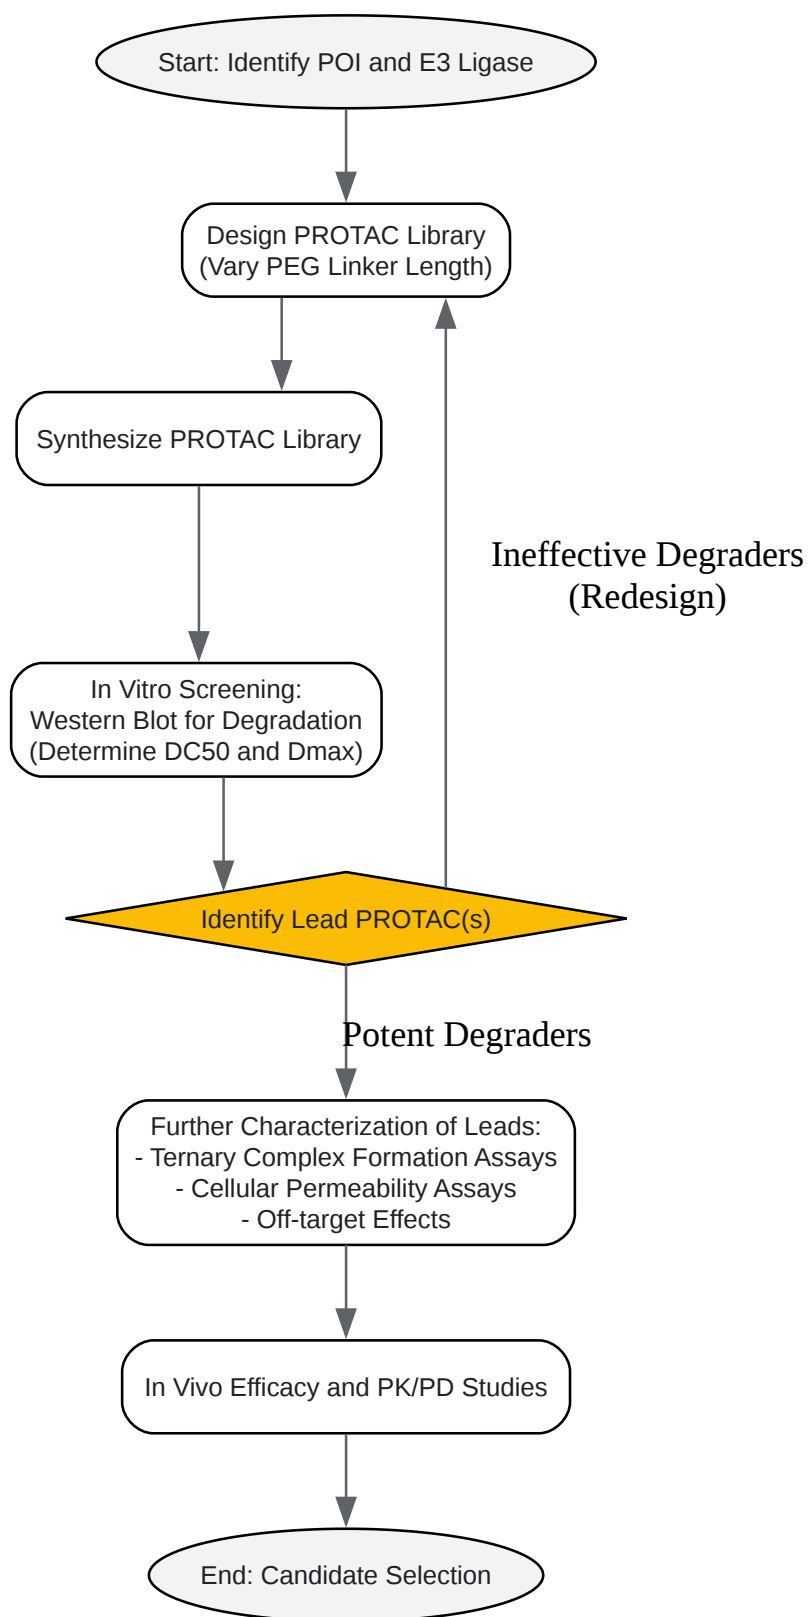 Start: Identify POI and E3 Ligase
Design PROTAC Library
(Vary PEG Linker Length)
Synthesize PROTAC Library
Ineffective Degraders
(Redesign)
In Vitro Screening:
Western Blot for Degradation
(Determine DC50 and Dmax)
Identify Lead PROTAC(s)
Potent Degraders
Further Characterization of Leads:
- Ternary Complex Formation Assays
- Cellular Permeability Assays
- Off-target Effects
In Vivo Efficacy and PK/PD Studies
End: Candidate Selection